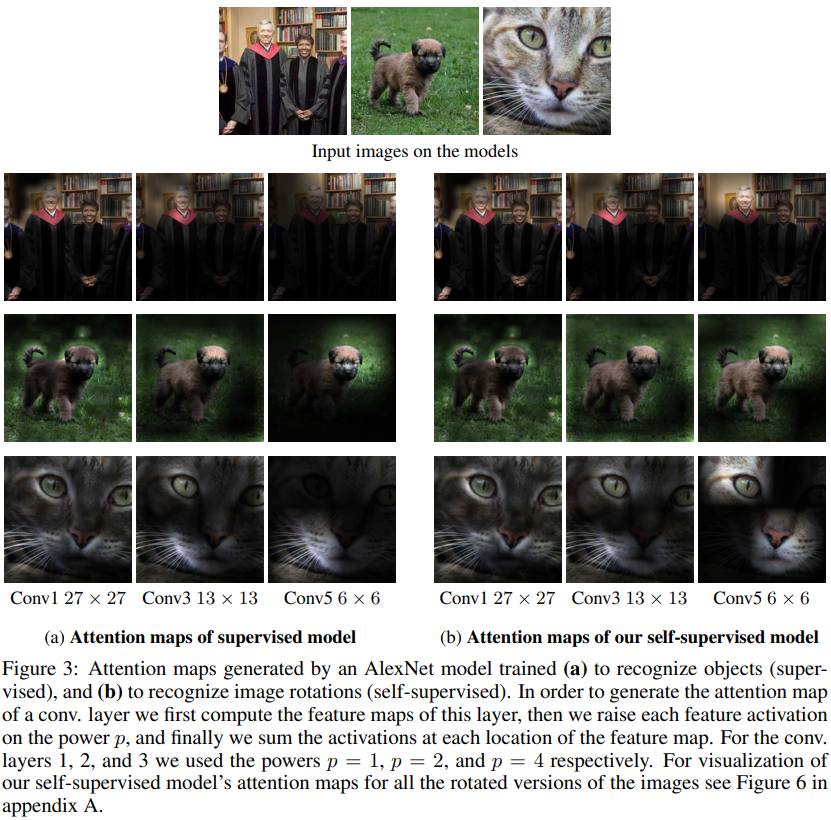 Input images on the models
Conv1 27 × 27 Conv3 13 × 13 Conv5 6 × 6
Conv1 27 × 27 Conv3 13 × 13 Conv5 6 × 6
(a) Attention maps of supervised model
(b) Attention maps of our self-supervised model
Figure 3: Attention maps generated by an AlexNet model trained (a) to recognize objects (super-
vised), and (b) to recognize image rotations (self-supervised). In order to generate the attention map
of a conv. layer we first compute the feature maps of this layer, then we raise each feature activation
on the power p, and finally we sum the activations at each location of the feature map. For the conv.
layers 1, 2, and 3 we used the powers p = 1, p = 2, and p = 4 respectively. For visualization of
our self-supervised model's attention maps for all the rotated versions of the images see Figure 6 in
appendix A.